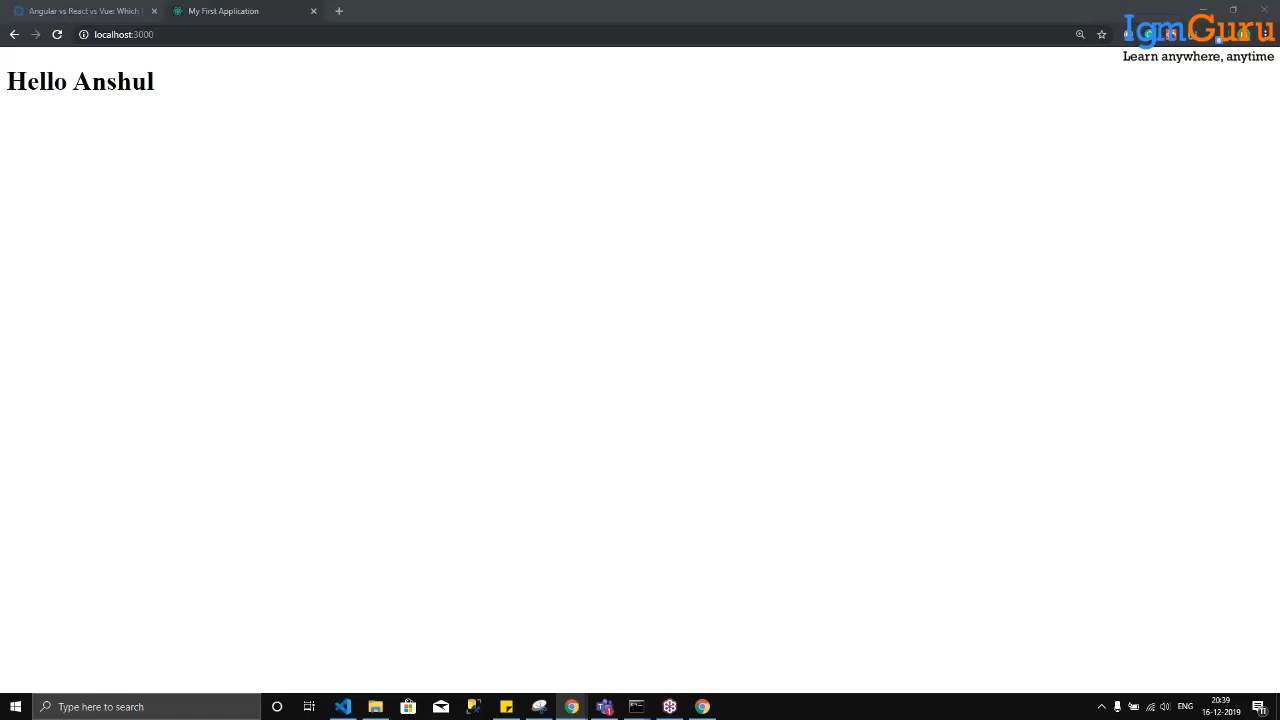 Angular vs React vs Vue: Which
My First Application
localhost:3000
IgmGuru
Learn anywhere, anytime
Hello Anshul
Type here to search
ENG
20:39
16-12-2019